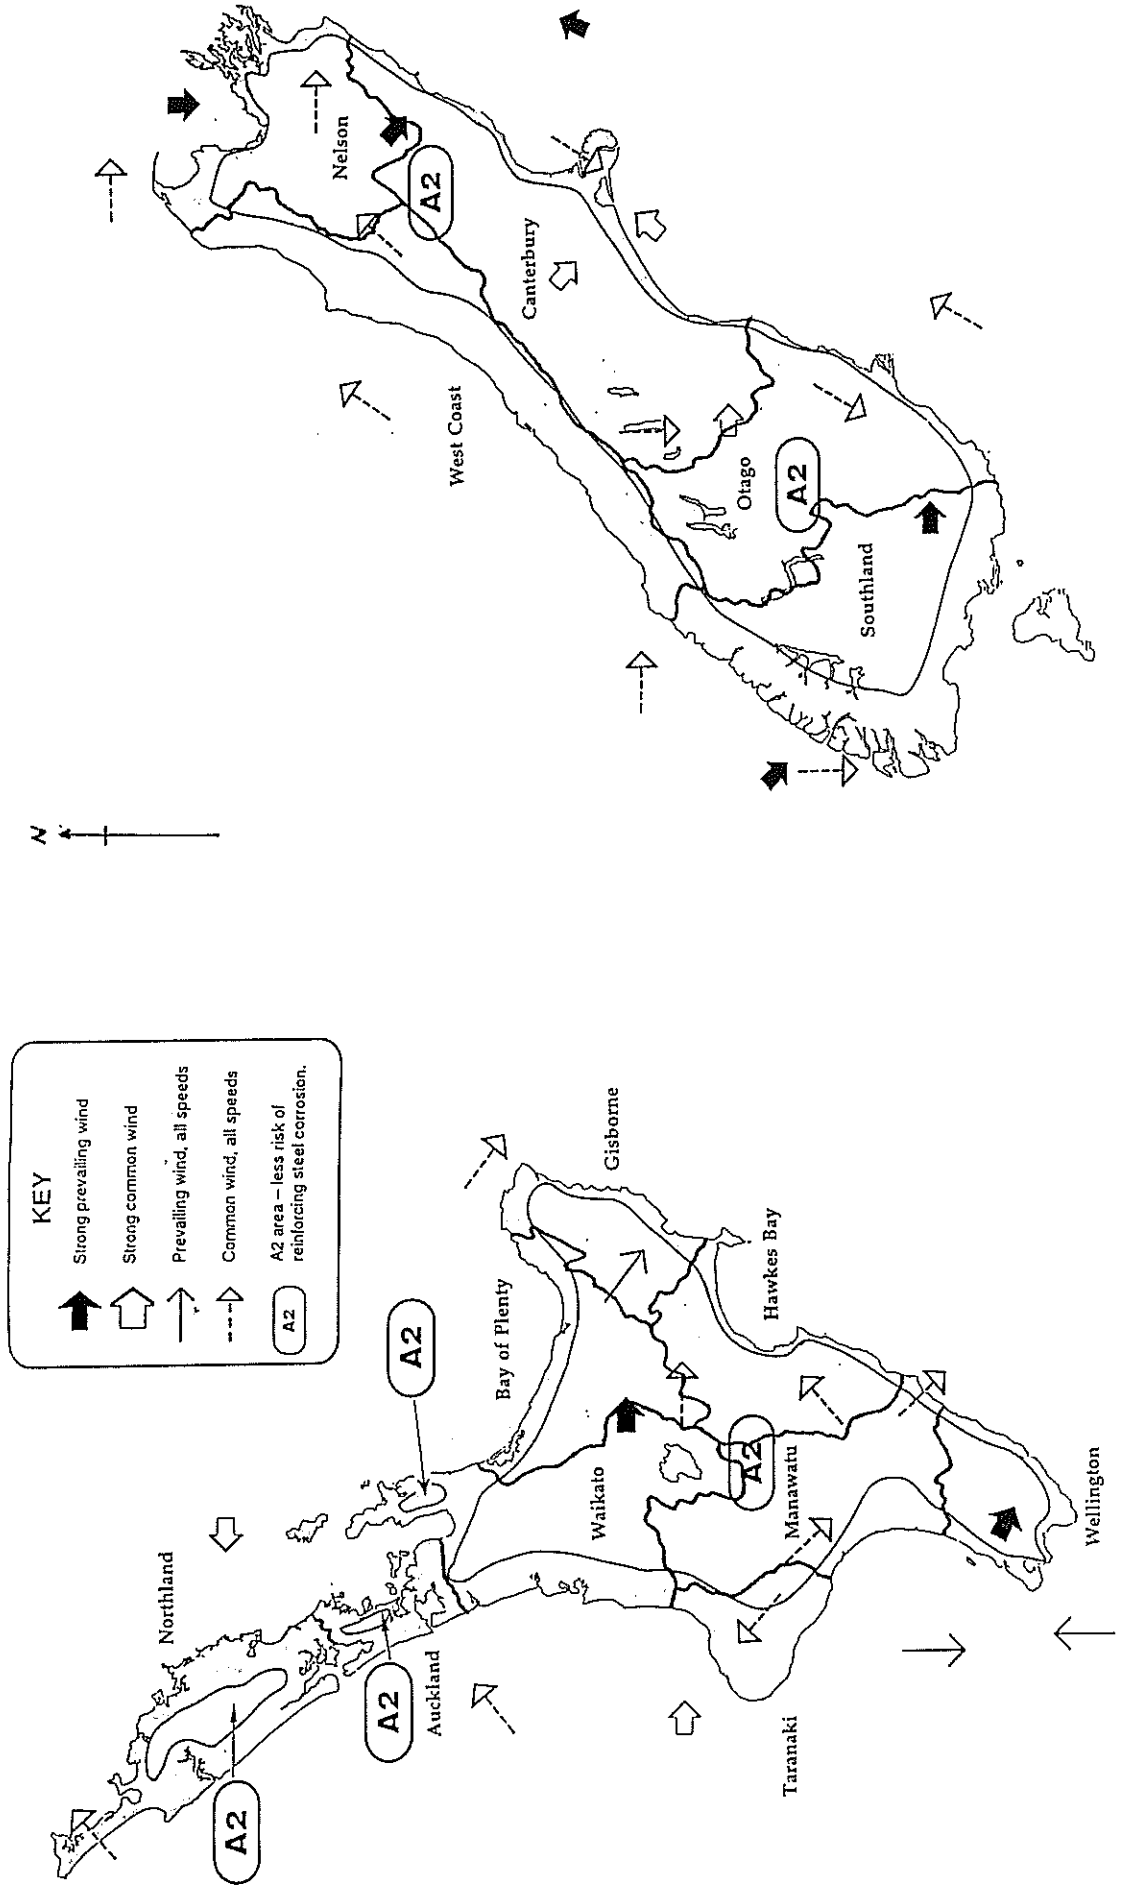 N
KEY
Strong prevailing wind
Strong common wind
Prevailing wind, all speeds
Common wind, all speeds
A2
A2 area – less risk of
reinforcing steel corrosion.
Northland
A2
Auckland
A2
A2
Bay of Plenty
Waikato
Gisborne
Hawkes Bay
A2
Manawatu
Taranaki
Wellington
Nelson
A2
Canterbury
West Coast
Otago
A2
Southland